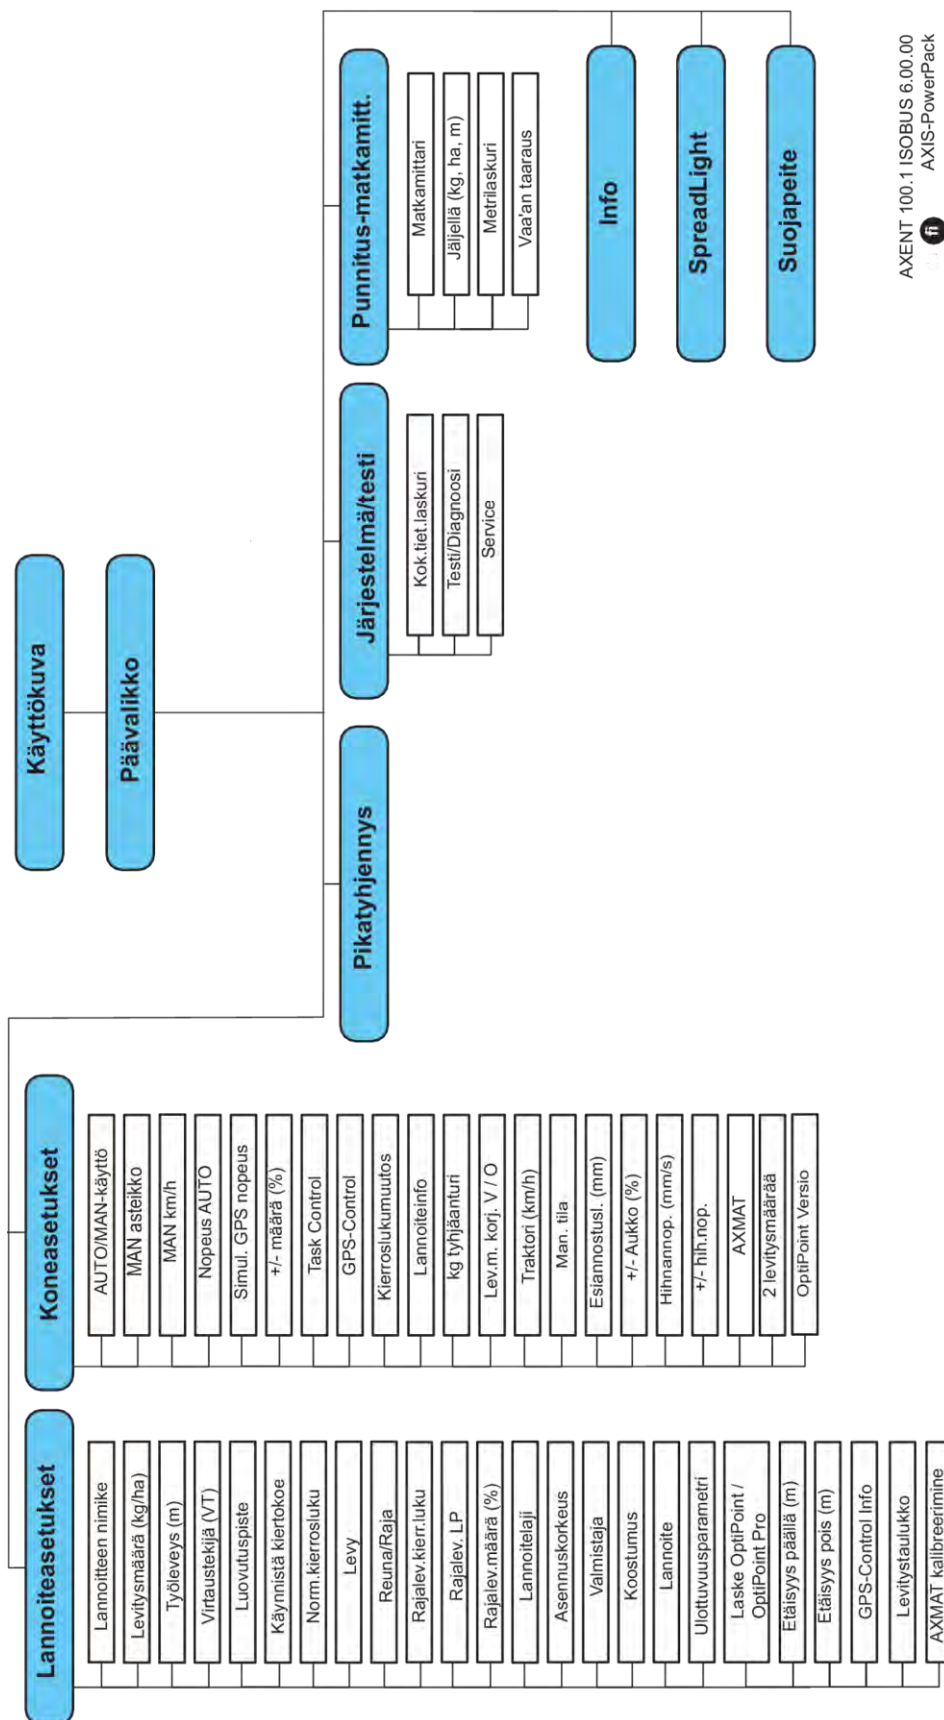 Käyttökuva
Päävalikko
Lannoiteasetukset
Lannoitteen nimike
Levitysmäärä (kg/ha)
Työleveys (m)
Virtaustekijä (VT)
Luovutuspiste
Käynnistä kiertokoe
Norm.kierrosluku
Levy
Reuna/Raja
Rajalev.kierr.luku
Rajalev. LP
Rajalev.määrä (%)
Lannoitelaji
Asennuskorkeus
Valmistaja
Koostumus
Lannoite
Ulottuvuusparametri
Laske OptiPoint /
OptiPoint Pro
Etäisyys päällä (m)
Etäisyys pois (m)
GPS-Control Info
Levitystaulukko
AXMAT kalibreerimine
Koneasetukset
AUTO/MAN-käyttö
MAN asteikko
MAN km/h
Nopeus AUTO
Simul. GPS nopeus
+/- määrä (%)
Task Control
GPS-Control
Kierroslukumuutos
Lannoiteinfo
kg tyhjäanturi
Lev.m. korj. V / O
Traktori (km/h)
Man. tila
Esiannostusl. (mm)
+/- Aukko (%)
Hihnannop. (mm/s)
+/- hih.nop.
AXMAT
2 levitysmäärää
OptiPoint Versio
Pikatyhjennys
Järjestelmä/testi
Kok.tiet.laskuri
Testi/Diagnoosi
Service
Punnitus-matkamitt.
Matkamittari
Jäljellä (kg, ha, m)
Metrilaskuri
Vaa'an taaraus
Info
SpreadLight
Suojapeite
AXENT 100.1 ISOBUS 6.00.00
fi AXIS-PowerPack